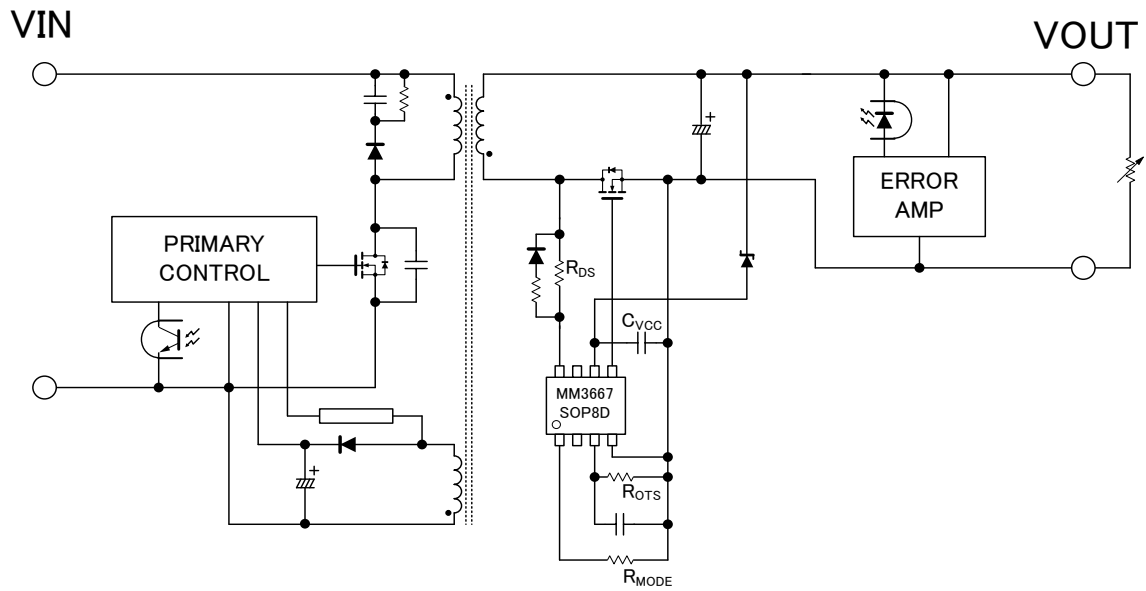 VIN
VOUT
ERROR
AMP
PRIMARY
CONTROL
RDS
CVCC
MM3667
SOP8D
ROTS
RMODE
+
+